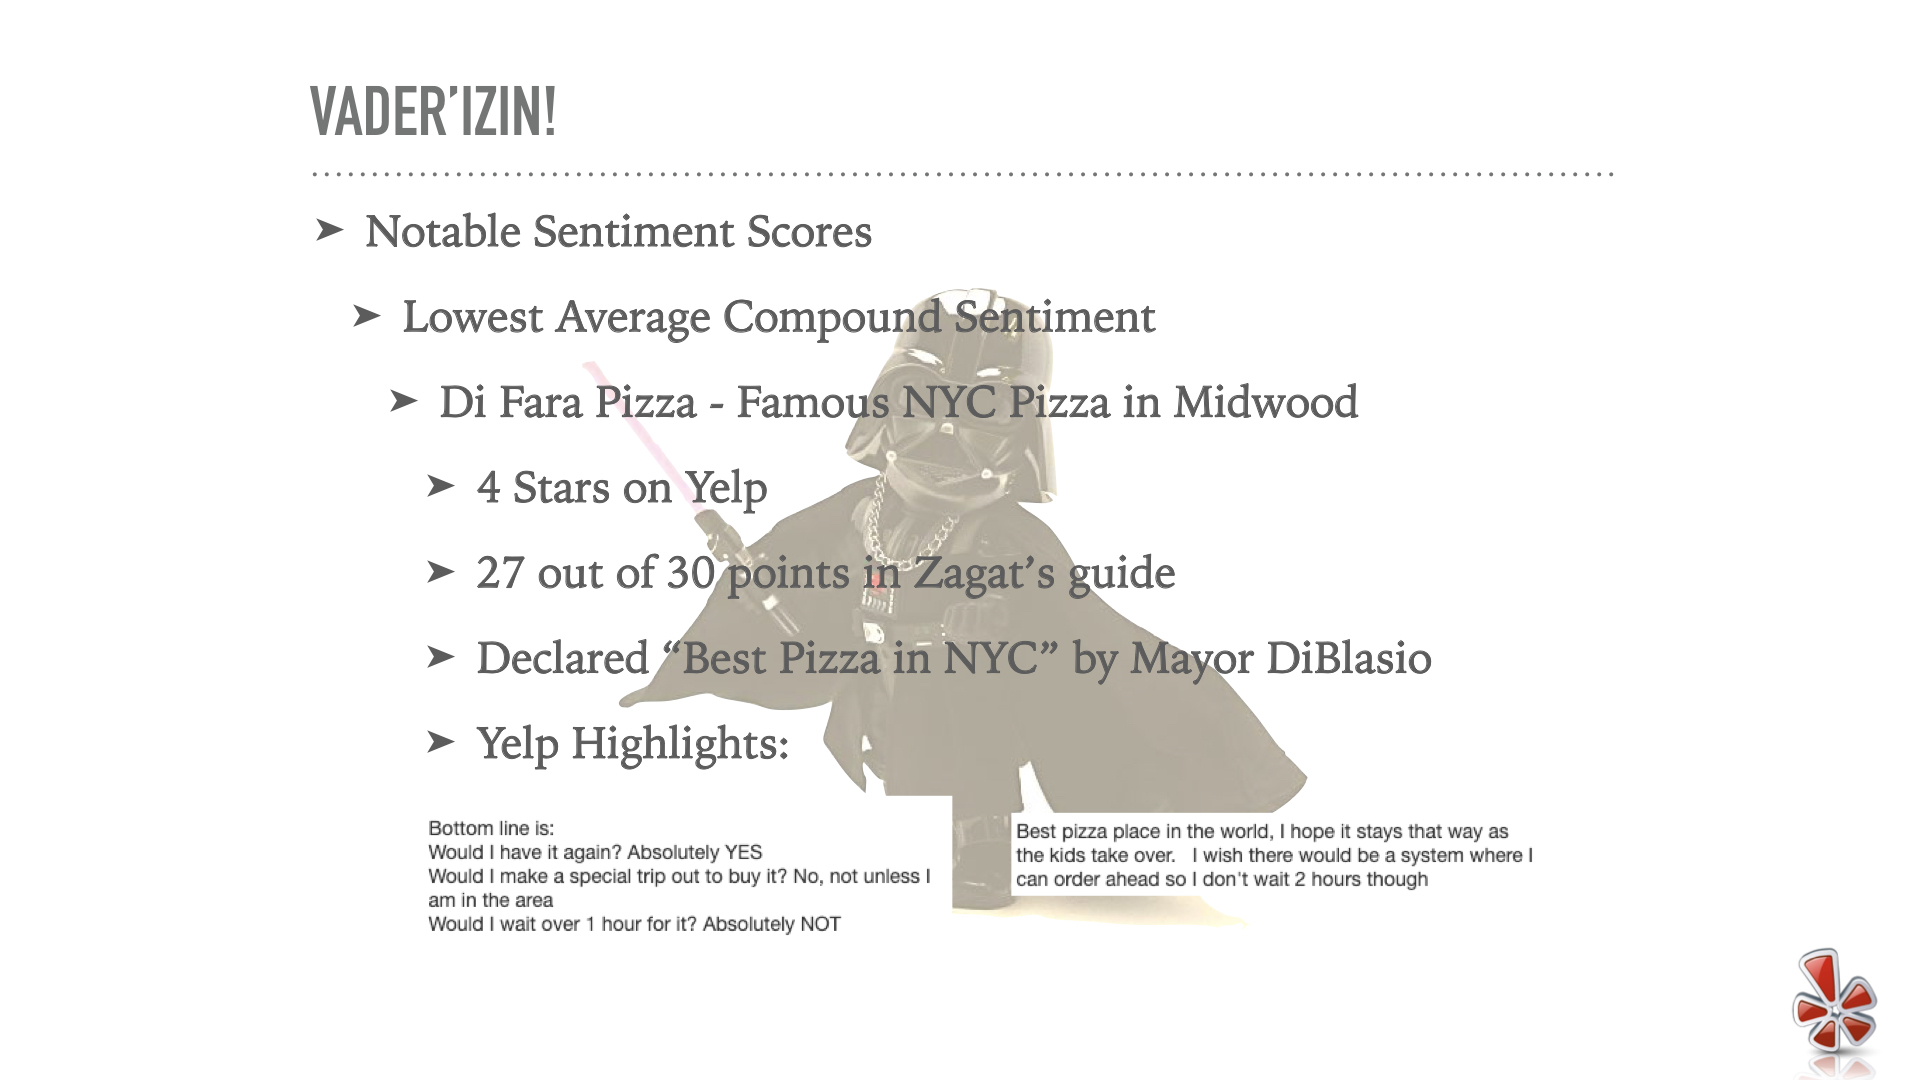 VADER’IZIN!
➤ Notable Sentiment Scores
➤ Lowest Average Compound Sentiment
➤ Di Fara Pizza - Famous NYC Pizza in Midwood
➤ 4 Stars on Yelp
➤ 27 out of 30 points in Zagat’s guide
➤ Declared “Best Pizza in NYC” by Mayor DiBlasio
➤ Yelp Highlights:
Bottom line is:
Would I have it again? Absolutely YES
Would I make a special trip out to buy it? No, not unless I
am in the area
Would I wait over 1 hour for it? Absolutely NOT
Best pizza place in the world, I hope it stays that way as
the kids take over.   I wish there would be a system where I
can order ahead so I don't wait 2 hours though